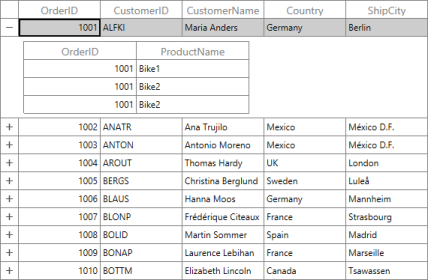 OrderID CustomerID CustomerName Country ShipCity
1001 ALFKI Maria Anders Germany Berlin
OrderID ProductName
1001 Bike1
1001 Bike2
1001 Bike2
1002 ANATR Ana Trujilo Mexico México D.F.
1003 ANTON Antonio Moreno Mexico México D.F.
1004 AROUT Thomas Hardy UK London
1005 BERGS Christina Berglund Sweden Luleå
1006 BLAUS Hanna Moos Germany Mannheim
1007 BLONP Frédérique Citeaux France Strasbourg
1008 BOLID Martin Sommer Spain Madrid
1009 BONAP Laurence Lebihan France Marseille
1010 BOTTM Elizabeth Lincoln Canada Tsawassen